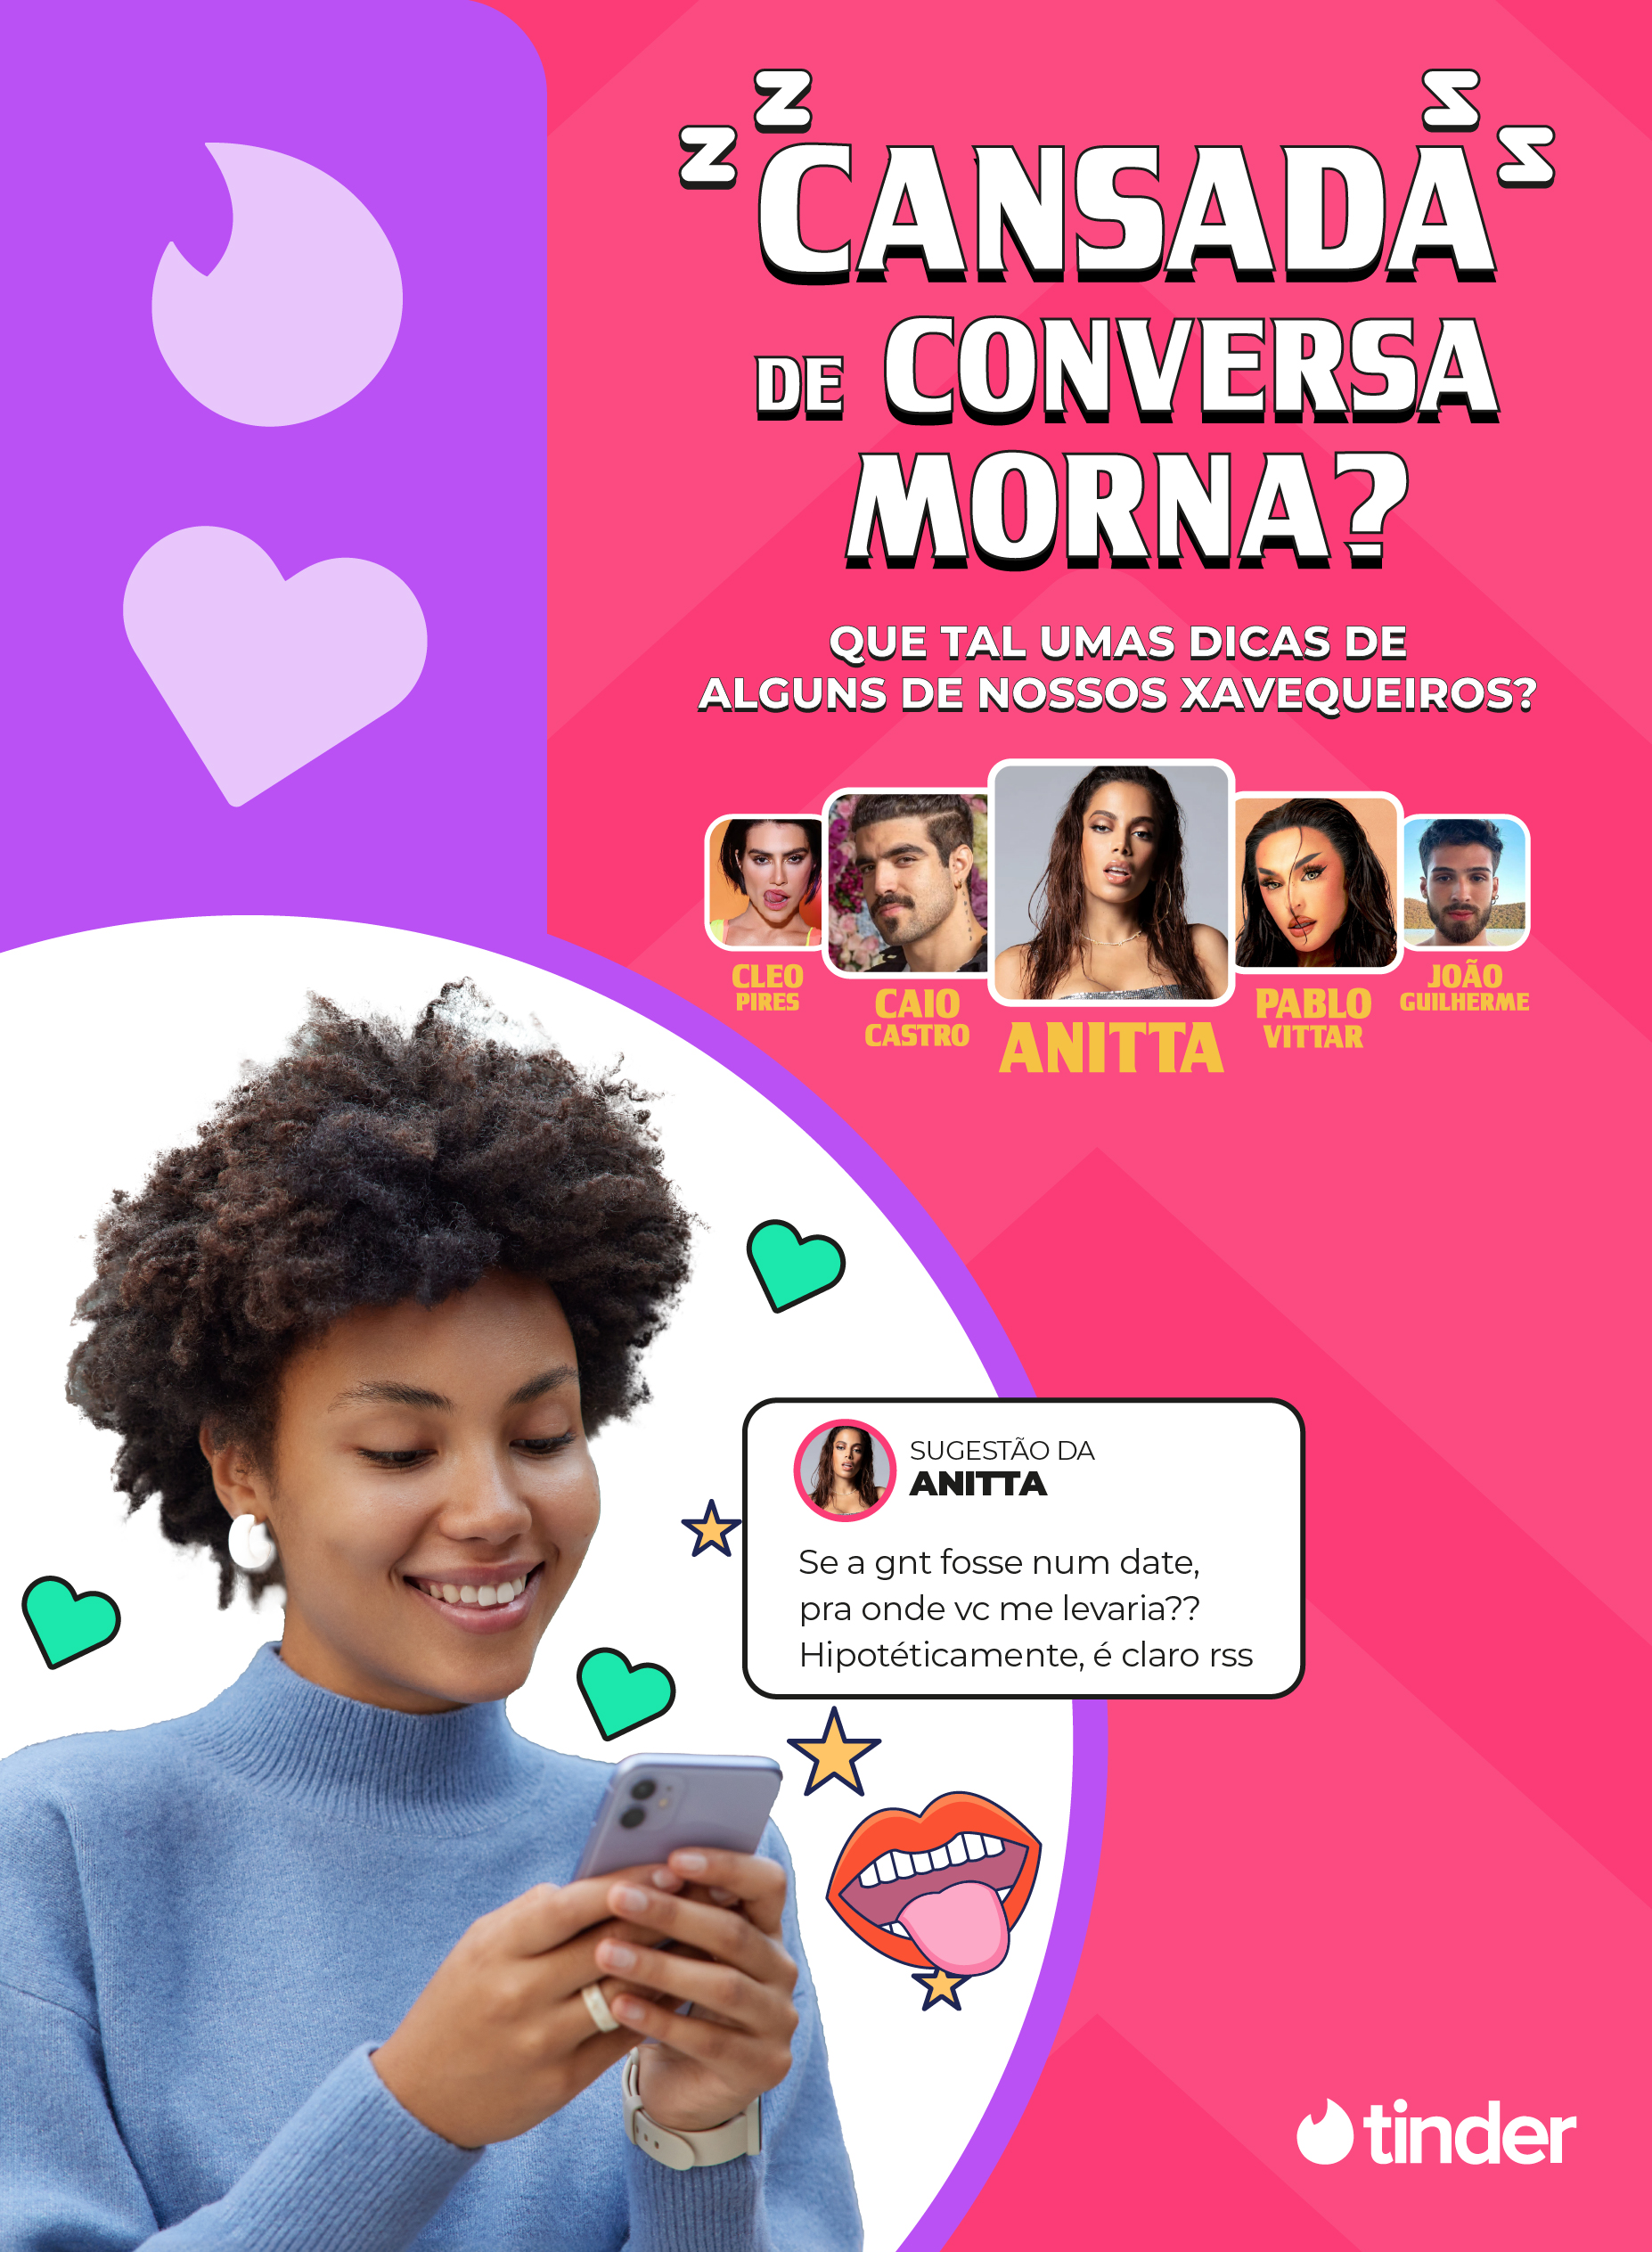 Z Z Z Z
CANSADA
DE CONVERSA
MORNA?
QUE TAL UMAS DICAS DE
ALGUNS DE NOSSOS XAVEQUEIROS?
CLEO
PIRES
CAIO
CASTRO
ANITTA
PABLO
VITTAR
JOÃO
GUILHERME
SUGESTÃO DA
ANITTA
Se a gnt fosse num date,
pra onde vc me levaria??
Hipotéticamente, é claro rss
tinder